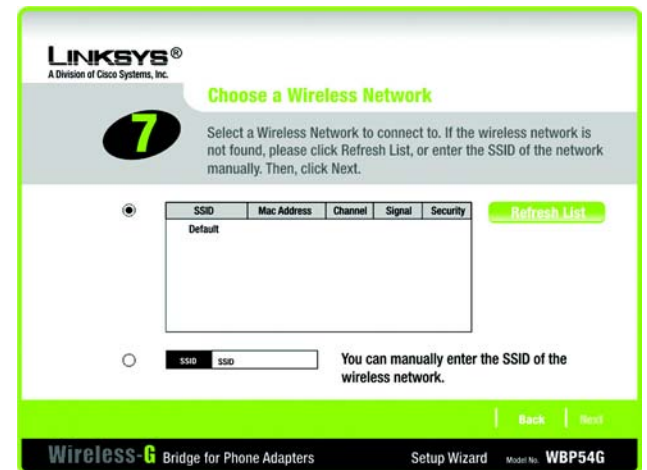 LINKSYS®
A Division of Cisco Systems, Inc.
Choose a Wireless Network
7
Select a Wireless Network to connect to. If the wireless network is
not found, please click Refresh List, or enter the SSID of the network
manually. Then, click Next.
SSID Mac Address Channel Signal Security
Refresh List
Default
SSID SSID
You can manually enter the SSID of the
wireless network.
Back Next
Wireless-G Bridge for Phone Adapters Setup Wizard Model No. WBP54G